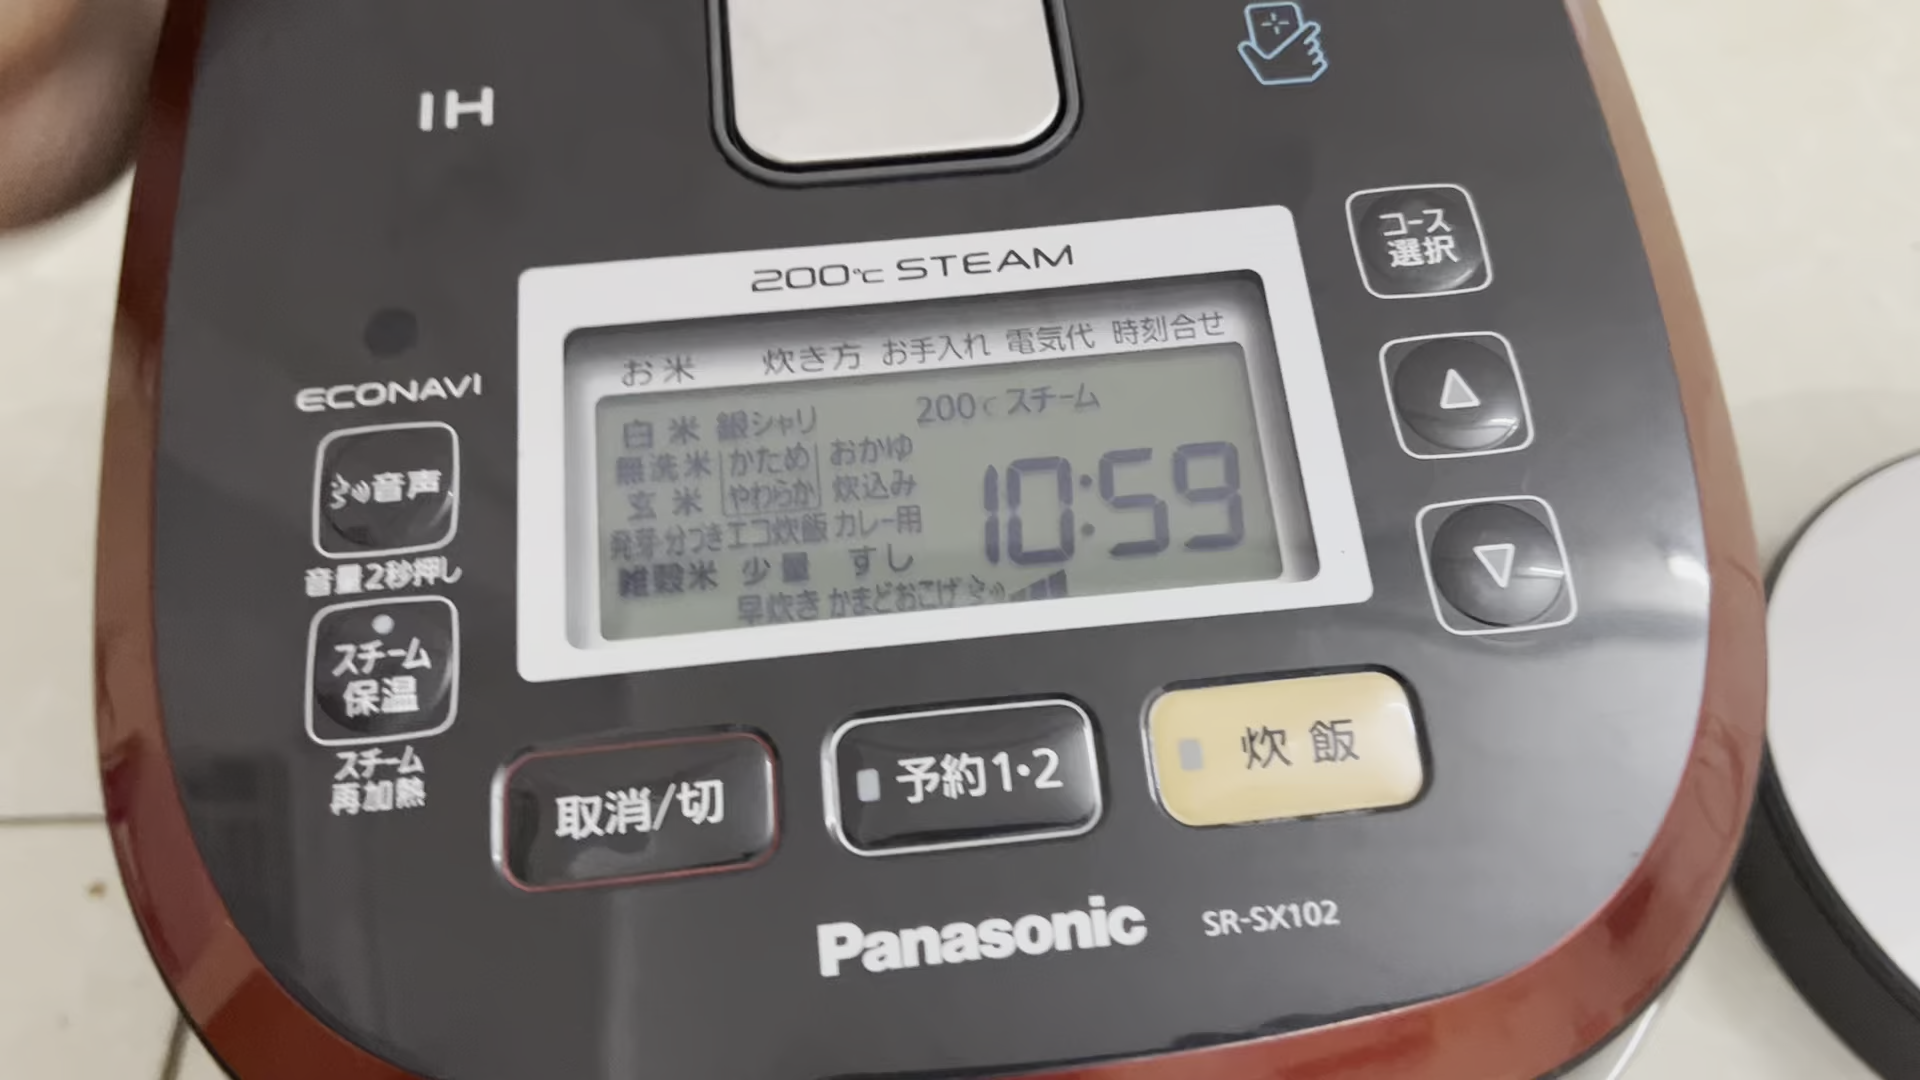 IH
200℃ STEAM
コース
選択
お米 炊き方 お手入れ 電気代 時刻合せ
白米 銀シャリ 200℃スチーム
無洗米 かため おかゆ
玄米 やわらか 炊込み
10:59
発芽・分つき エコ炊飯 カレー用
雑穀米 少量 すし
早炊き かまどおこげ
ECONAVI
音声
音量2秒押し
スチーム
保温
スチーム
再加熱
取消/切
予約1・2
炊飯
Panasonic SR-SX102